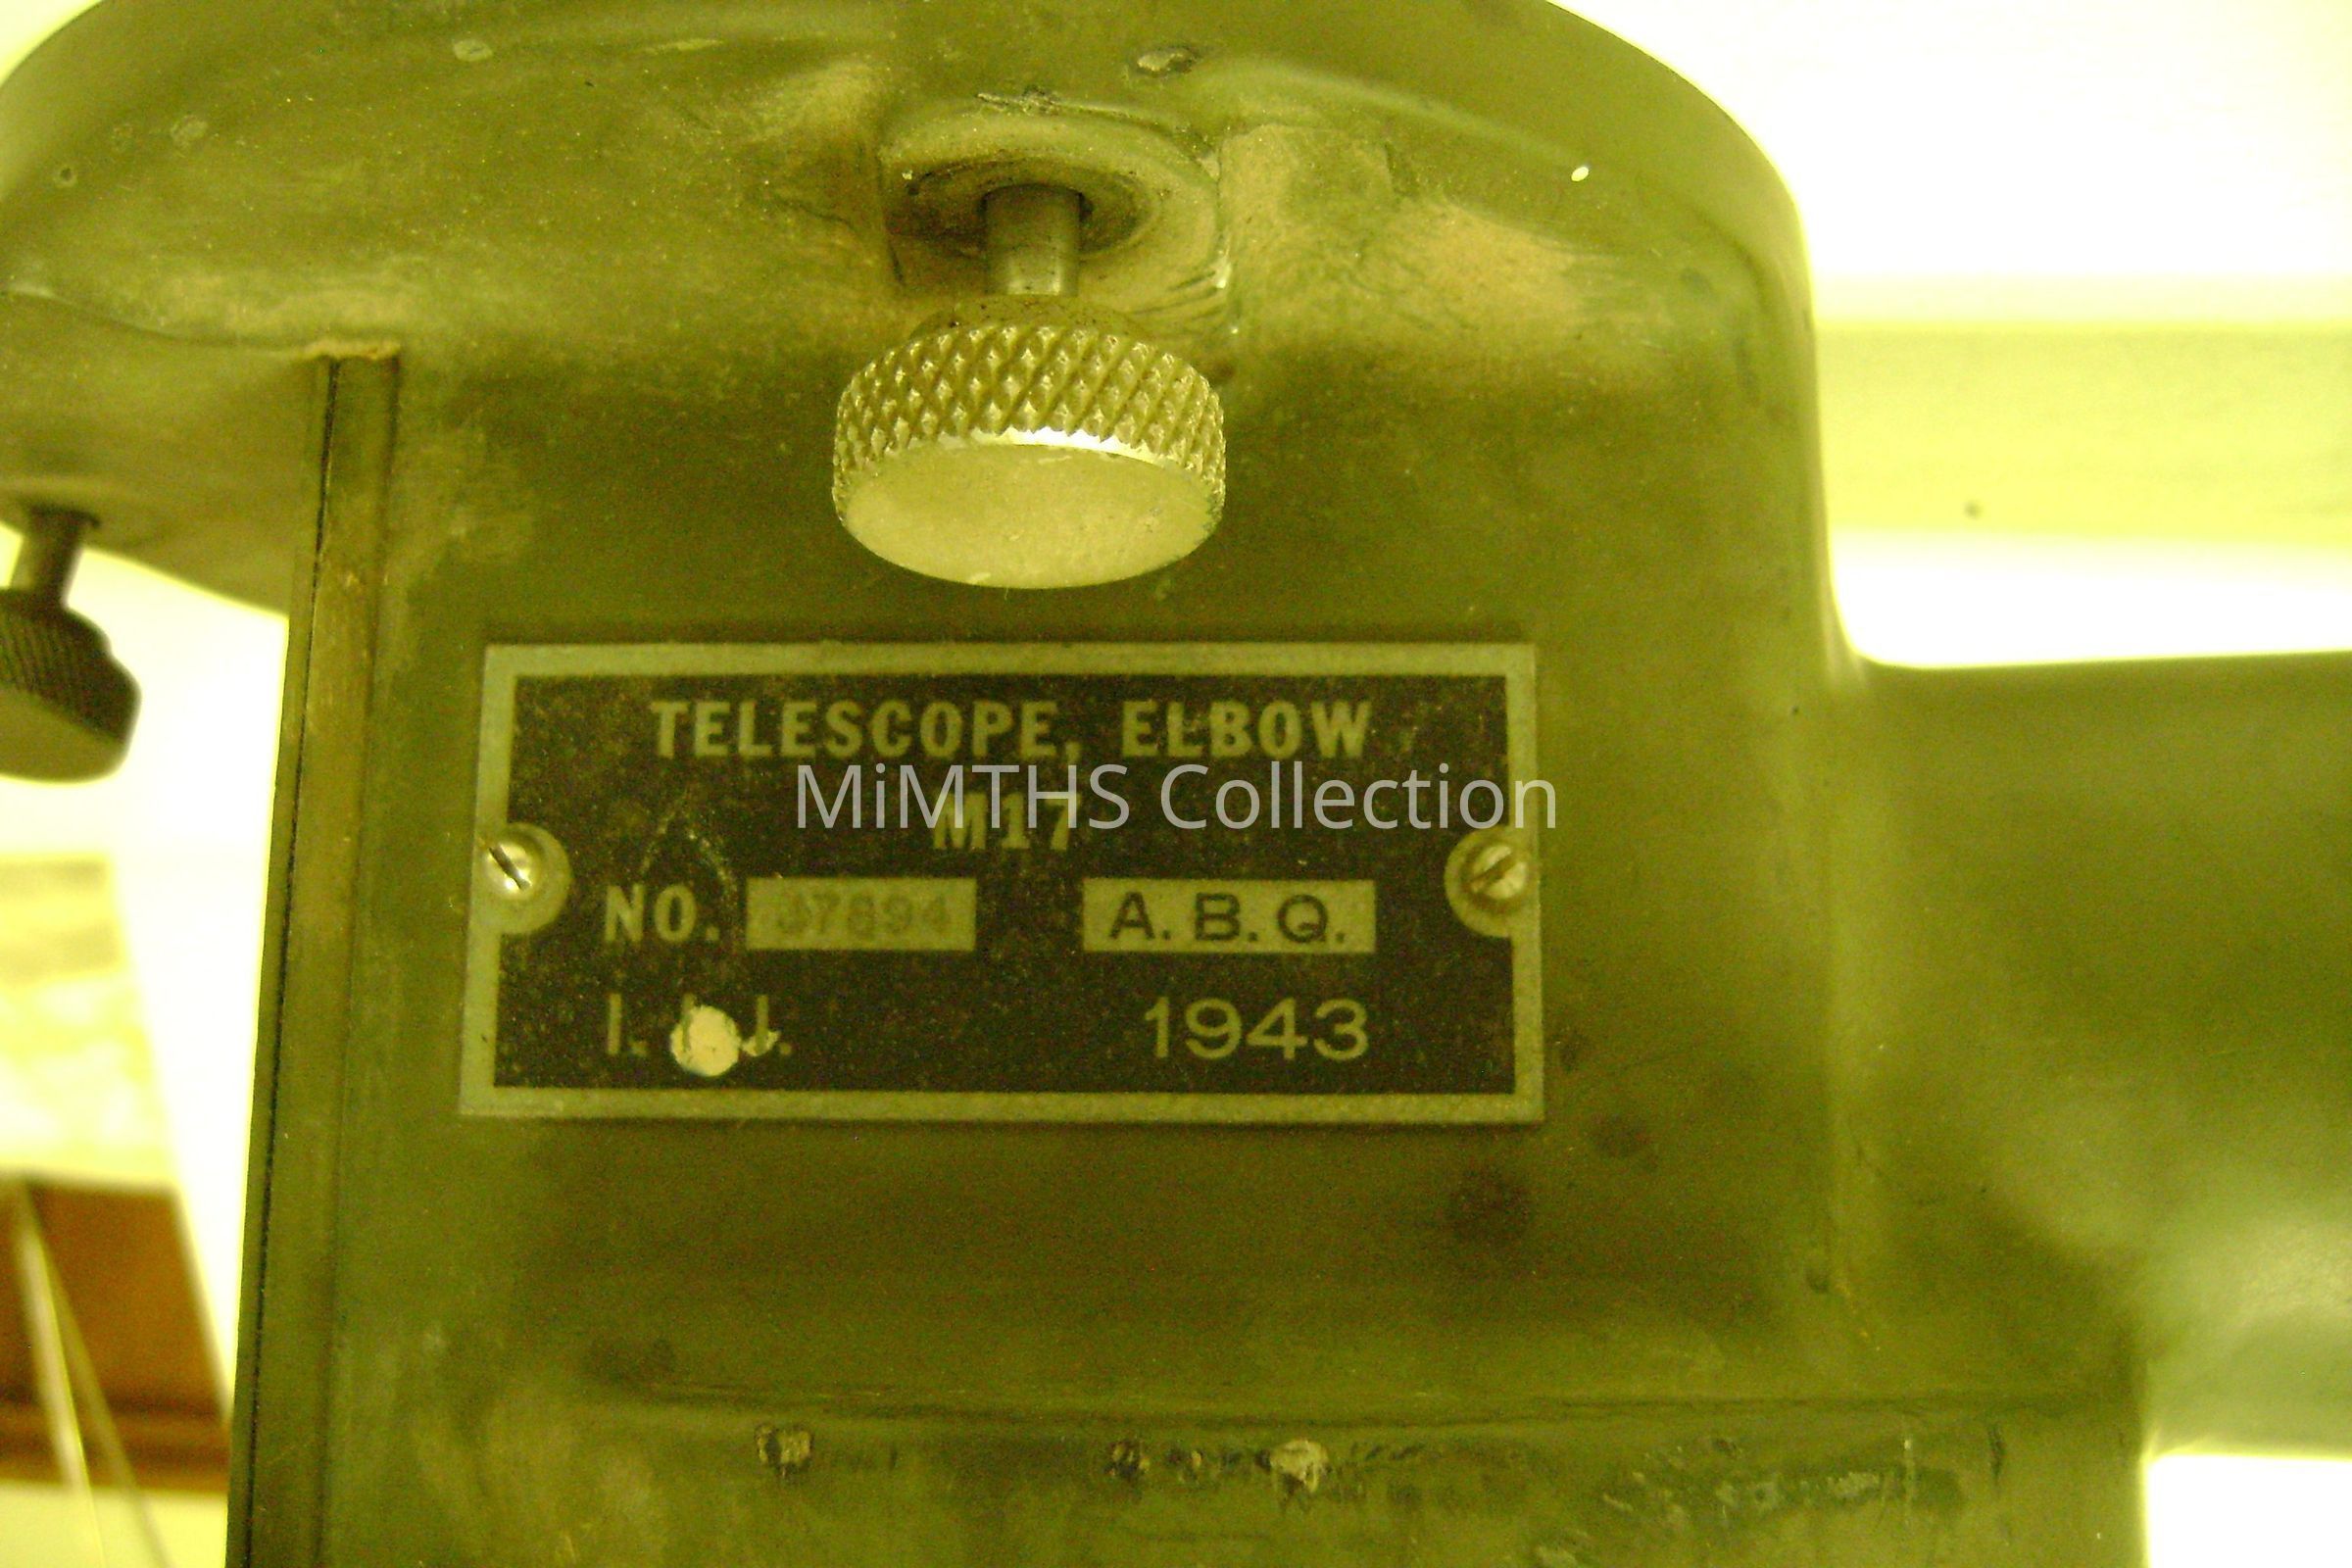 TELESCOPE, ELBOW
MiMTHS Collection
M17
NO. A.B.Q.
1943